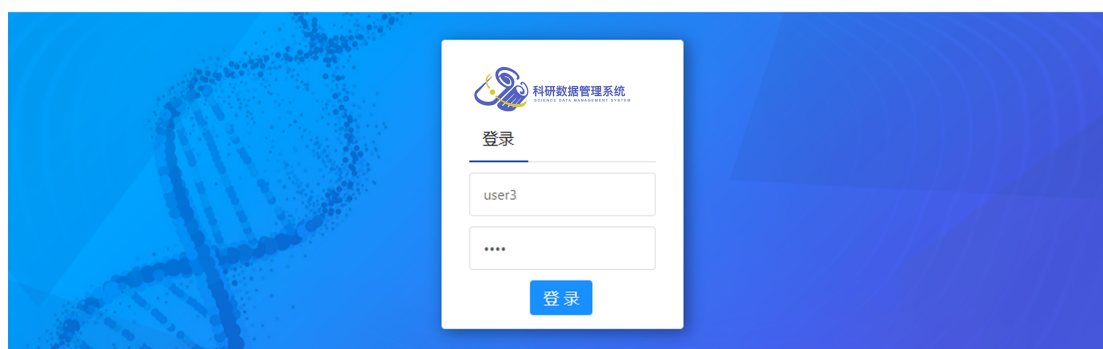 科研数据管理系统
SCIENCE DATA MANAGEMENT SYSTEM
登录
user3
••••
登 录